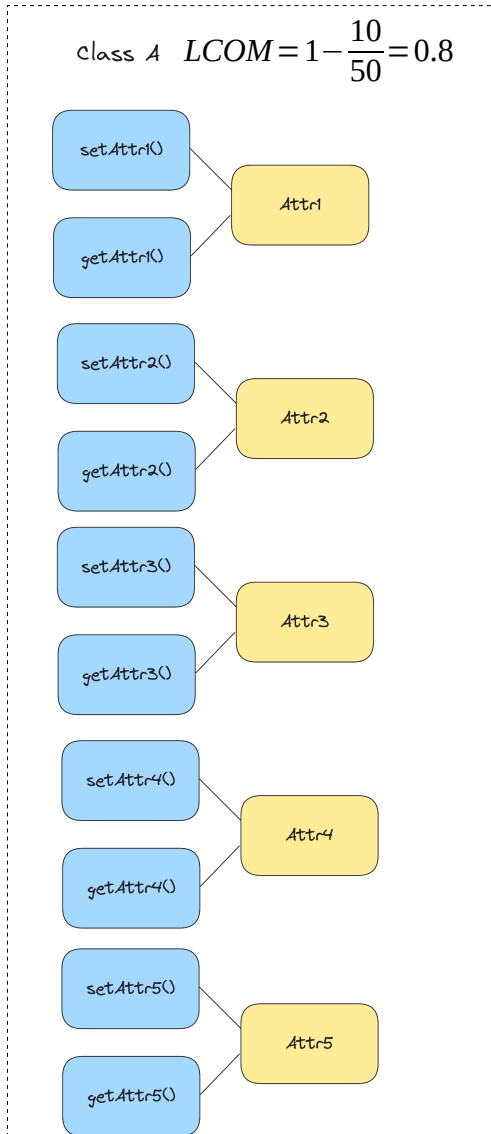 Class A LCOM = 1 − 10/50 = 0.8
setAttr1()
Attr1
getAttr1()
setAttr2()
Attr2
getAttr2()
setAttr3()
Attr3
getAttr3()
setAttr4()
Attr4
getAttr4()
setAttr5()
Attr5
getAttr5()